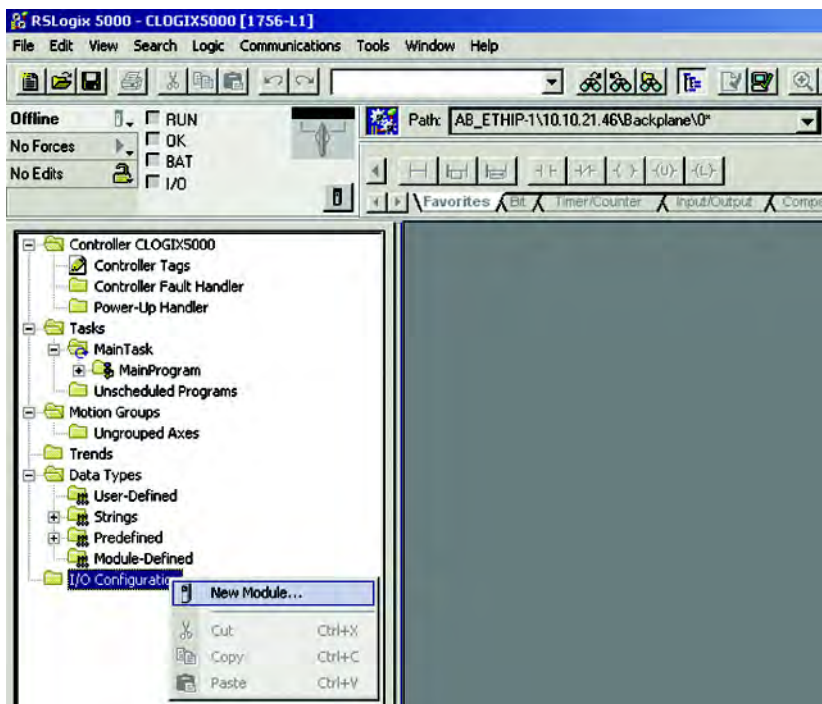 RSLogix 5000 - CLOGIX5000 [1756-L1]
File Edit View Search Logic Communications Tools Window Help
Offline
RUN
No Forces
OK
BAT
No Edits
I/O
Path: AB_ETHIP-1\10.10.21.46\Backplane\0*
Favorites Bit Timer/Counter Input/Output
Controller CLOGIX5000
Controller Tags
Controller Fault Handler
Power-Up Handler
Tasks
MainTask
MainProgram
Unscheduled Programs
Motion Groups
Ungrouped Axes
Trends
Data Types
User-Defined
Strings
Predefined
Module-Defined
I/O Configuratio
New Module...
Cut Ctrl+X
Copy Ctrl+C
Paste Ctrl+V